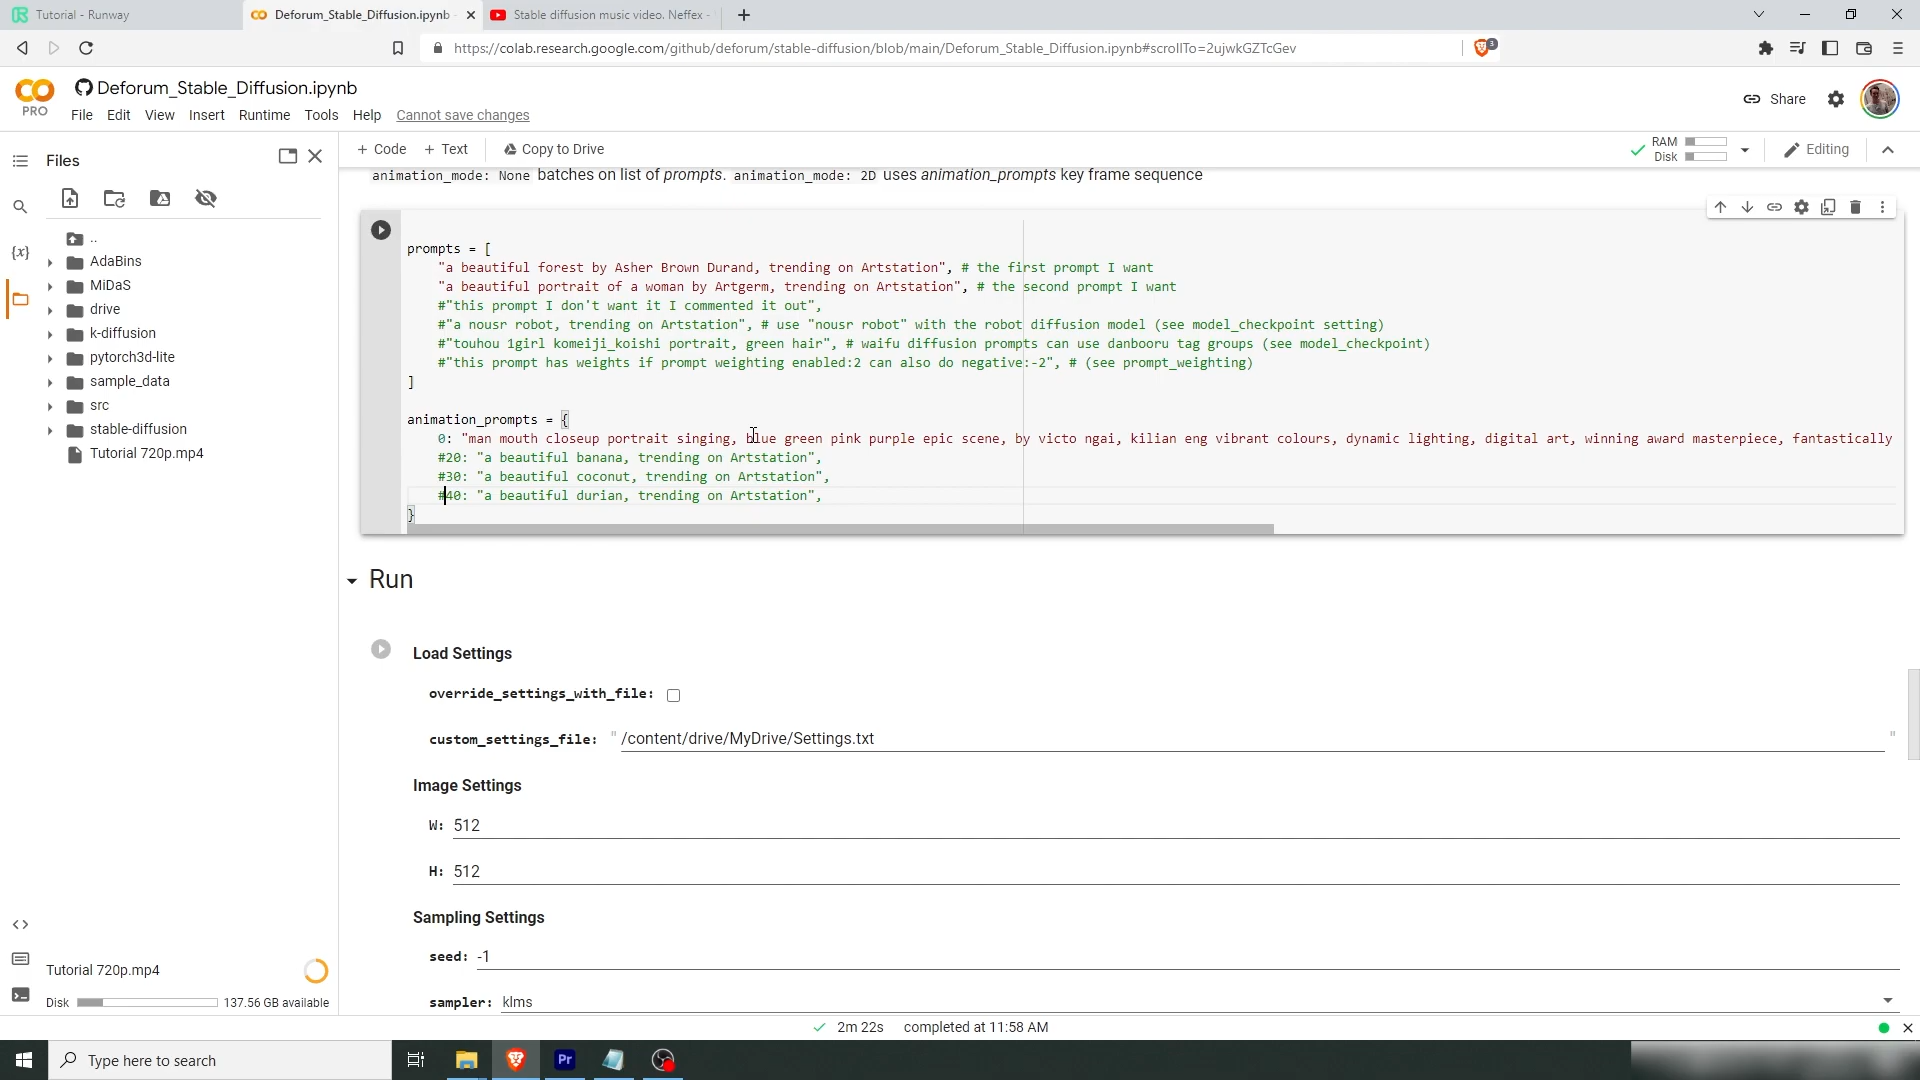 Tutorial - Runway
Deforum_Stable_Diffusion.ipynb -
Stable diffusion music video. Neffex -
https://colab.research.google.com/github/deforum/stable-diffusion/blob/main/Deforum_Stable_Diffusion.ipynb#scrollTo=2ujwkGZTcGev
3
PRO
Deforum_Stable_Diffusion.ipynb
File Edit View Insert Runtime Tools Help Cannot save changes
Share
Files
+ Code + Text Copy to Drive
RAM
Disk
Editing
animation_mode: None batches on list of prompts. animation_mode: 2D uses animation_prompts key frame sequence
{x}
..
AdaBins
MiDaS
drive
k-diffusion
pytorch3d-lite
sample_data
src
stable-diffusion
Tutorial 720p.mp4
prompts = [
"a beautiful forest by Asher Brown Durand, trending on Artstation", # the first prompt I want
"a beautiful portrait of a woman by Artgerm, trending on Artstation", # the second prompt I want
#"this prompt I don't want it I commented it out",
#"a nousr robot, trending on Artstation", # use "nousr robot" with the robot diffusion model (see model_checkpoint setting)
#"touhou 1girl komeiji_koishi portrait, green hair", # waifu diffusion prompts can use danbooru tag groups (see model_checkpoint)
#"this prompt has weights if prompt weighting enabled:2 can also do negative:-2", # (see prompt_weighting)
]
animation_prompts = {
0: "man mouth closeup portrait singing, blue green pink purple epic scene, by victo ngai, kilian eng vibrant colours, dynamic lighting, digital art, winning award masterpiece, fantastically
#20: "a beautiful banana, trending on Artstation",
#30: "a beautiful coconut, trending on Artstation",
#40: "a beautiful durian, trending on Artstation",
}
Run
Load Settings
override_settings_with_file:
custom_settings_file: " /content/drive/MyDrive/Settings.txt "
Image Settings
W: 512
H: 512
Sampling Settings
seed: -1
sampler: klms
Tutorial 720p.mp4
Disk 137.56 GB available
2m 22s completed at 11:58 AM
Type here to search
Pr